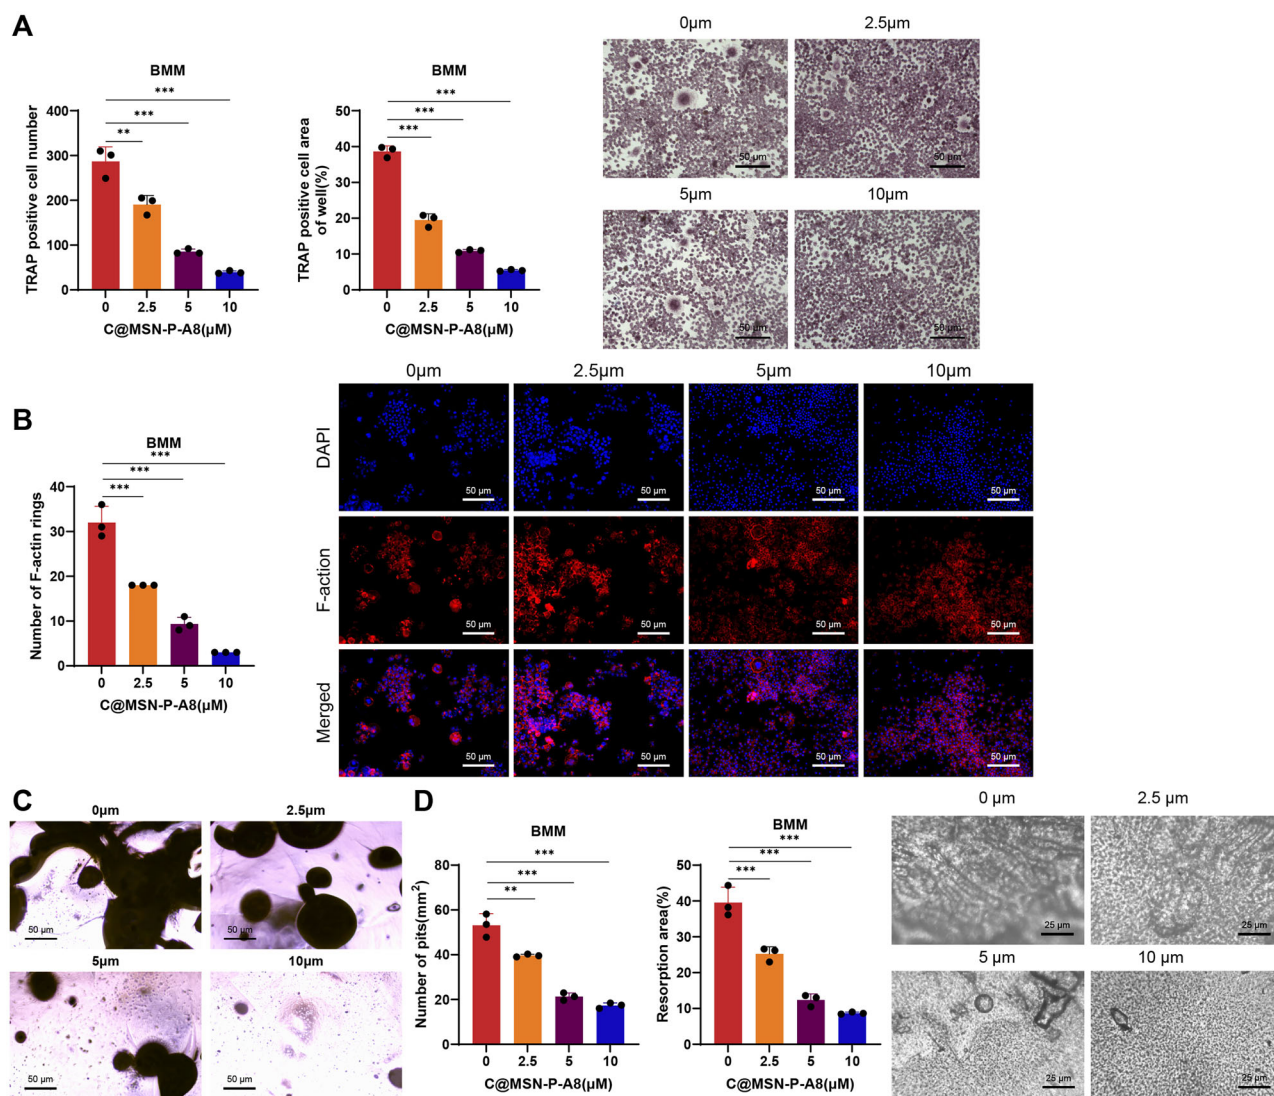 A
BMM
***
***
**
TRAP positive cell number
400
300
200
100
0
0 2.5 5 10
C@MSN-P-A8(μM)
BMM
***
***
***
TRAP positive cell area
of well(%)
50
40
30
20
10
0
0 2.5 5 10
C@MSN-P-A8(μM)
0μm 2.5μm
50 μm 50 μm
5μm 10μm
50 μm 50 μm
B
BMM
***
***
***
Number of F-actin rings
40
30
20
10
0
0 2.5 5 10
C@MSN-P-A8(μM)
0μm 2.5μm 5μm 10μm
DAPI
50 μm 50 μm 50 μm 50 μm
F-action
50 μm 50 μm 50 μm 50 μm
Merged
50 μm 50 μm 50 μm 50 μm
C
0μm 2.5μm
50 μm 50 μm
5μm 10μm
50 μm 50 μm
D
BMM
***
***
**
Number of pits(mm²)
80
60
40
20
0
0 2.5 5 10
C@MSN-P-A8(μM)
BMM
***
***
***
Resorption area(%)
50
40
30
20
10
0
0 2.5 5 10
C@MSN-P-A8(μM)
0 μm 2.5 μm
25 μm 25 μm
5 μm 10 μm
25 μm 25 μm